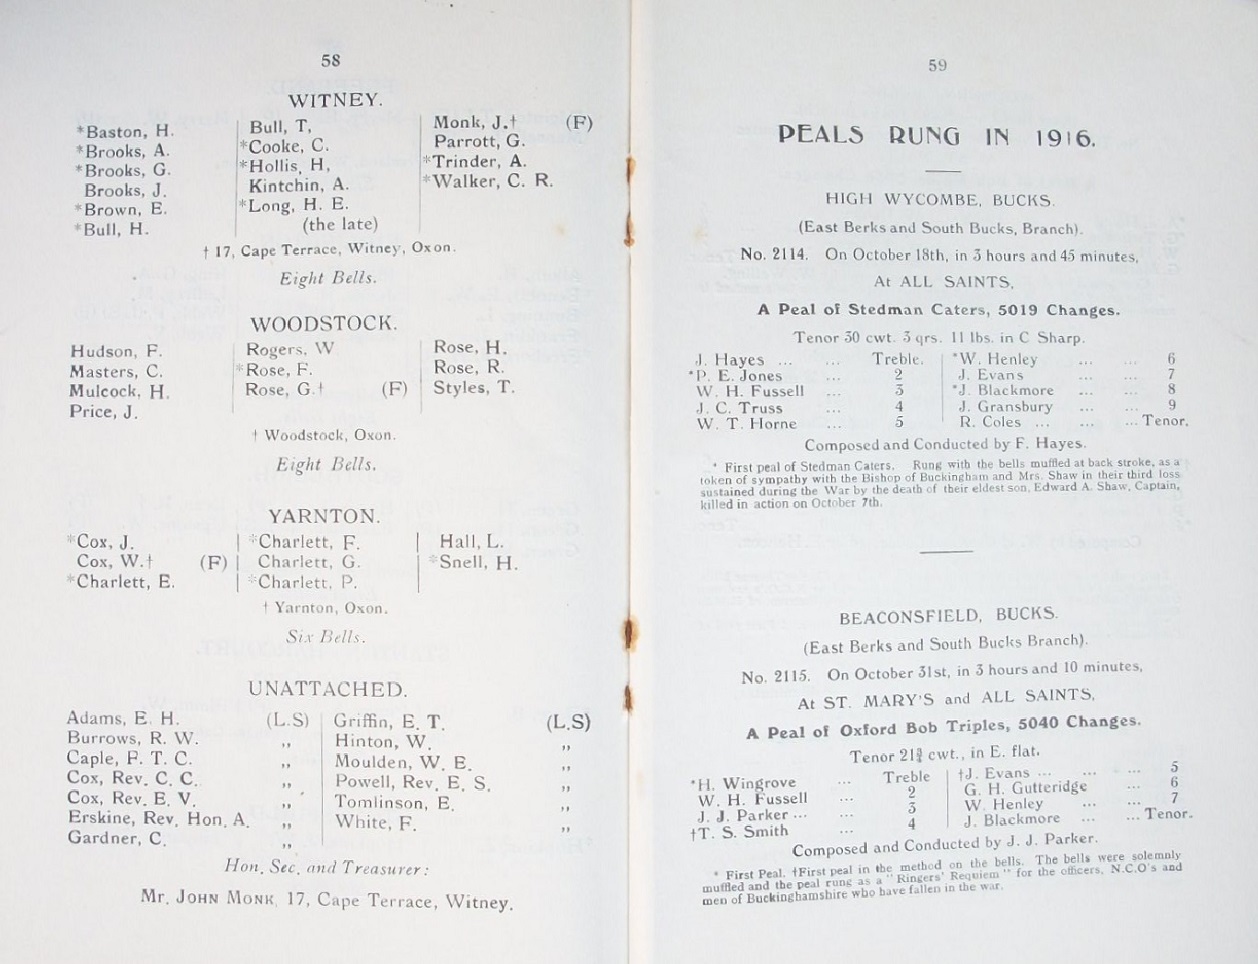 58
WITNEY.
*Baston, H.
*Brooks, A.
*Brooks, G.
Brooks, J.
*Brown, E.
*Bull, H.
Bull, T,
*Cooke, C.
*Hollis, H,
Kintchin, A.
*Long, H. E.
(the late)
Monk, J.† (F)
Parrott, G.
*Trinder, A.
*Walker, C. R.
† 17, Cape Terrace, Witney, Oxon.
Eight Bells.
WOODSTOCK.
Hudson, F.
Masters, C.
Mulcock, H.
Price, J.
Rogers, W
*Rose, F.
Rose, G.† (F)
Rose, H.
Rose, R.
Styles, T.
† Woodstock, Oxon.
Eight Bells.
YARNTON.
*Cox, J.
Cox, W.† (F)
*Charlett, E.
*Charlett, F.
Charlett, G.
*Charlett, P.
Hall, L.
*Snell, H.
† Yarnton, Oxon.
Six Bells.
UNATTACHED.
Adams, E. H. (L.S)
Burrows, R. W. ,,
Caple, F. T. C. ,,
Cox, Rev. C. C. ,,
Cox, Rev. E. V. ,,
Erskine, Rev. Hon. A. ,,
Gardner, C. ,,
Griffin, E. T. (L.S)
Hinton, W. ,,
Moulden, W. E. ,,
Powell, Rev. E. S. ,,
Tomlinson, E. ,,
White, F. ,,
Hon. Sec. and Treasurer:
Mr. JOHN MONK, 17, Cape Terrace, Witney.
59
PEALS RUNG IN 1916.
HIGH WYCOMBE, BUCKS.
(East Berks and South Bucks, Branch).
No. 2114. On October 18th, in 3 hours and 45 minutes,
At ALL SAINTS,
A Peal of Stedman Caters, 5019 Changes.
Tenor 30 cwt. 3 qrs. 11 lbs. in C Sharp.
J. Hayes ... ... Treble.
*P. E. Jones ... 2
W. H. Fussell ... 3
J. C. Truss ... 4
W. T. Horne ... 5
*W. Henley ... ... 6
J. Evans ... ... 7
*J. Blackmore ... ... 8
J. Gransbury ... ... 9
R. Coles ... ... ... Tenor.
Composed and Conducted by F. Hayes.
* First peal of Stedman Caters. Rung with the bells muffled at back stroke, as a
token of sympathy with the Bishop of Buckingham and Mrs. Shaw in their third loss
sustained during the War by the death of their eldest son, Edward A. Shaw, Captain,
killed in action on October 7th.
BEACONSFIELD, BUCKS.
(East Berks and South Bucks Branch).
No. 2115. On October 31st, in 3 hours and 10 minutes,
At ST. MARY'S and ALL SAINTS,
A Peal of Oxford Bob Triples, 5040 Changes.
Tenor 21¾ cwt., in E. flat.
*H. Wingrove ... Treble
W. H. Fussell ... 2
J. J. Parker ... ... 3
†T. S. Smith ... 4
†J. Evans ... ... ... 5
G. H. Gutteridge ... 6
W. Henley ... ... 7
J. Blackmore ... ... Tenor.
Composed and Conducted by J. J. Parker.
* First Peal. †First peal in the method on the bells. The bells were solemnly
muffled and the peal rung as a "Ringers' Requiem" for the officers, N.C.O's and
men of Buckinghamshire who have fallen in the war.